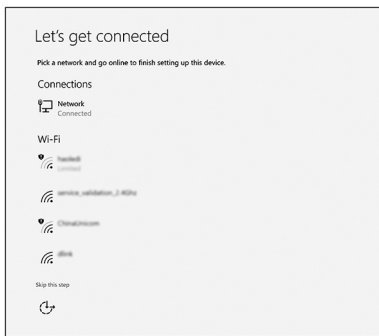 Let's get connected
Pick a network and go online to finish setting up this device.
Connections
Network
Connected
Wi-Fi
Limited
service_validation_2.4Ghz
ChinaUnicom
dlink
Skip this step